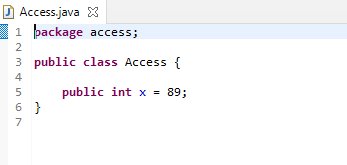 Access.java
1 package access;
2
3 public class Access {
4
5     public int x = 89;
6 }
7